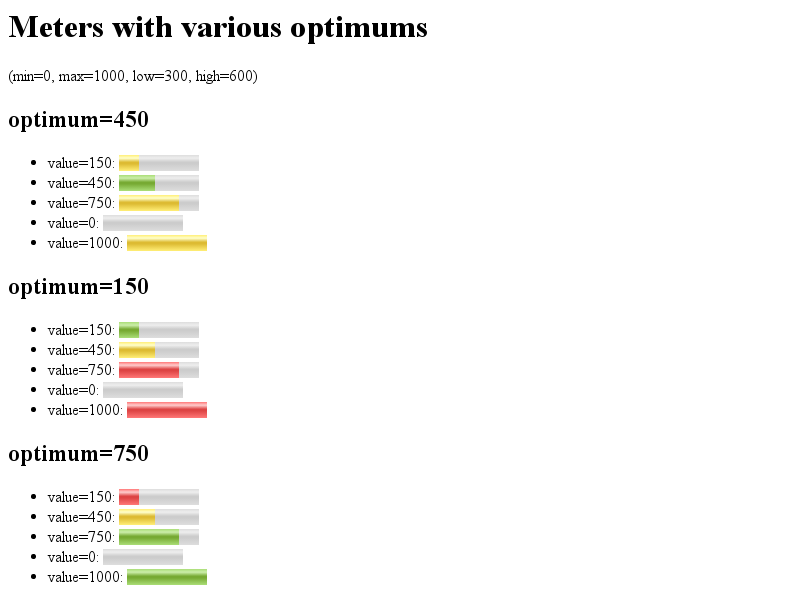 Meters with various optimums
(min=0, max=1000, low=300, high=600)
optimum=450
value=150:
value=450:
value=750:
value=0:
value=1000:
optimum=150
value=150:
value=450:
value=750:
value=0:
value=1000:
optimum=750
value=150:
value=450:
value=750:
value=0:
value=1000: